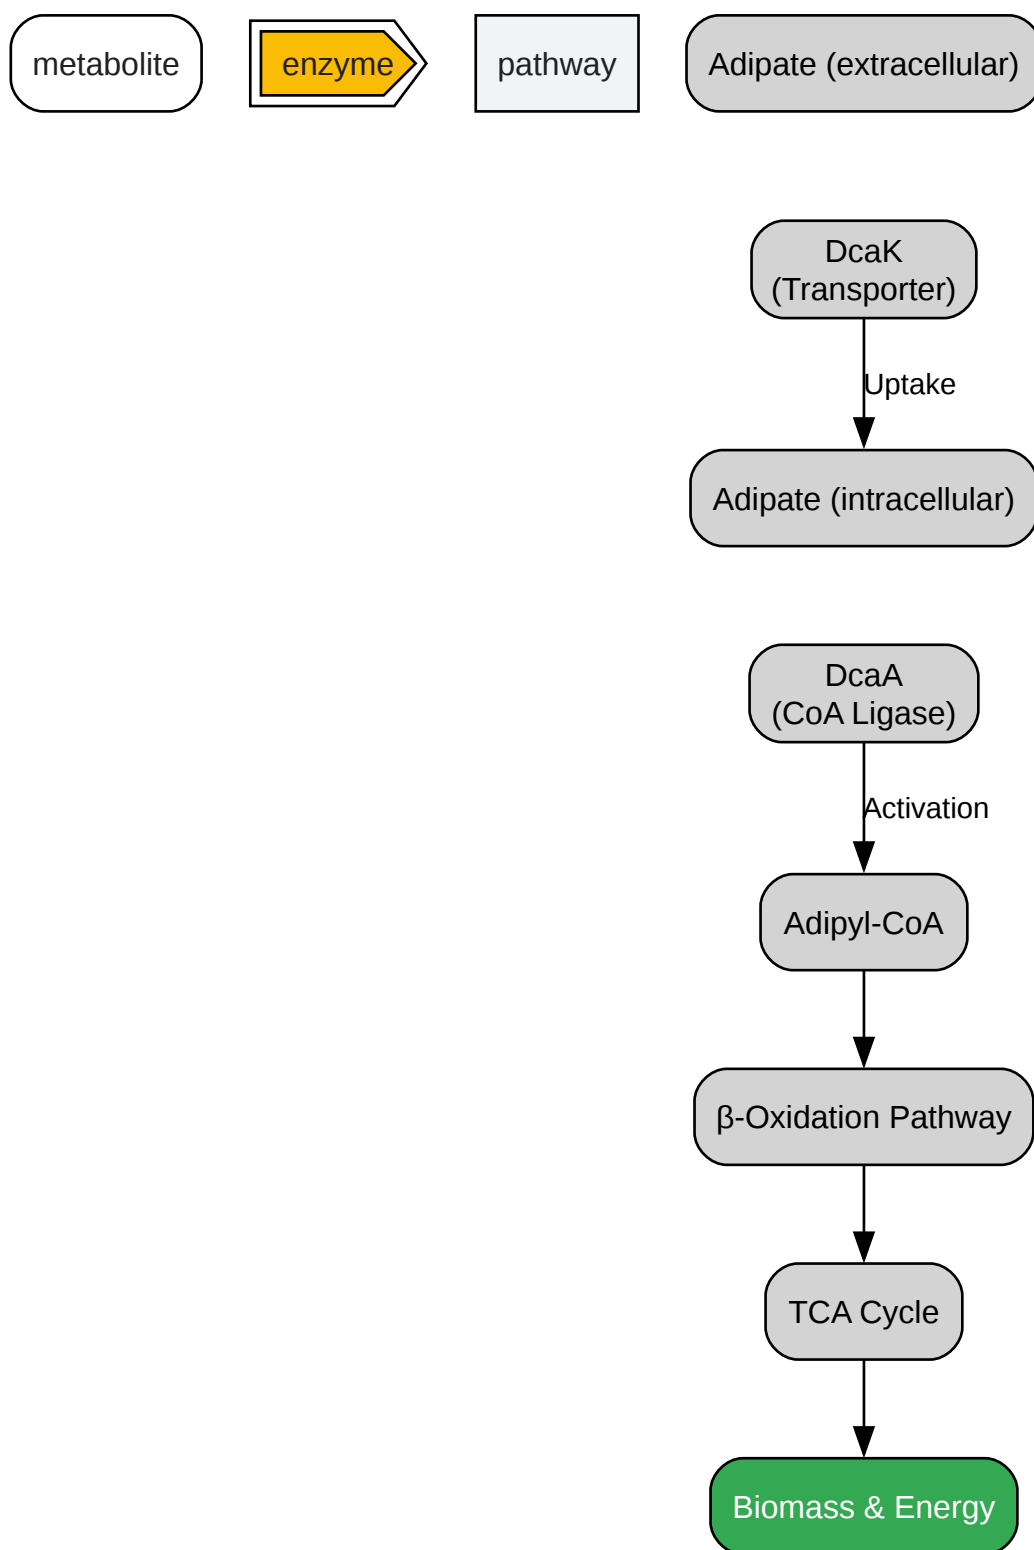 metabolite
enzyme
pathway
Adipate (extracellular)
DcaK
(Transporter)
Uptake
Adipate (intracellular)
DcaA
(CoA Ligase)
Activation
Adipyl-CoA
β-Oxidation Pathway
TCA Cycle
Biomass & Energy